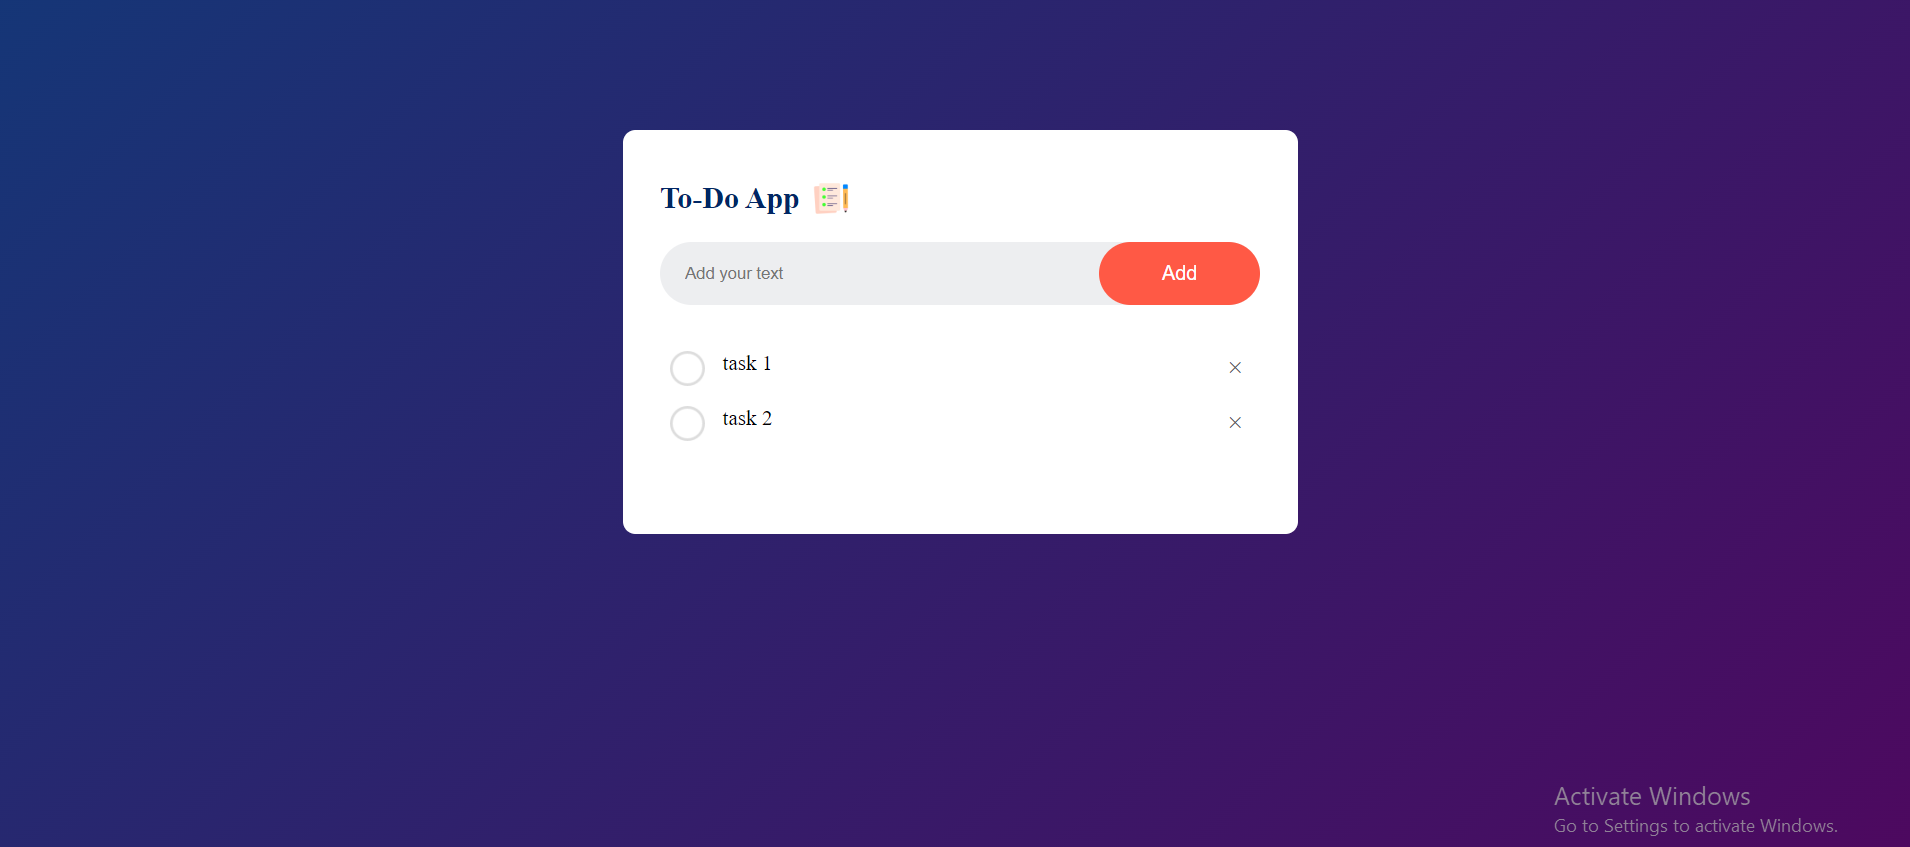 To-Do App
Add your text
Add
task 1
×
task 2
×
Activate Windows
Go to Settings to activate Windows.